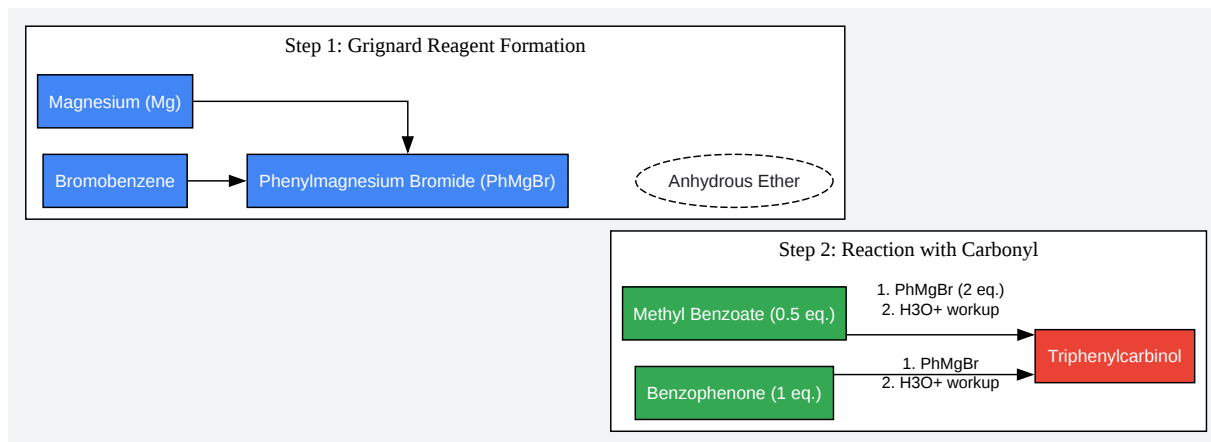 Step 1: Grignard Reagent Formation
Magnesium (Mg)
Bromobenzene
Phenylmagnesium Bromide (PhMgBr)
Anhydrous Ether
Step 2: Reaction with Carbonyl
Methyl Benzoate (0.5 eq.)
1. PhMgBr (2 eq.)
2. H3O+ workup
Triphenylcarbinol
Benzophenone (1 eq.)
1. PhMgBr
2. H3O+ workup